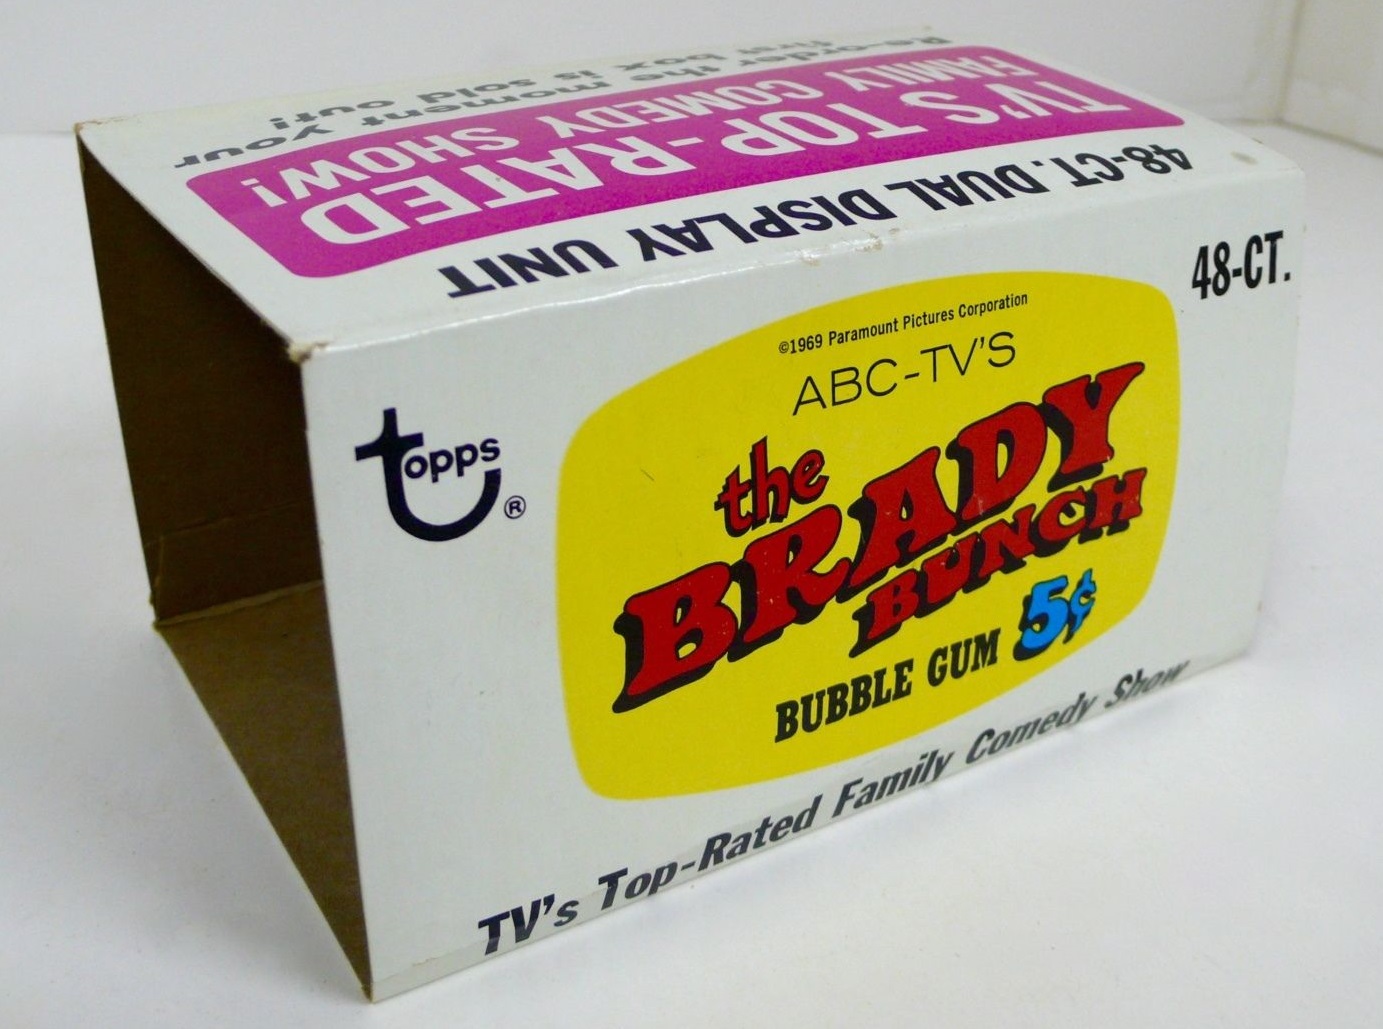 Re-order the
moment your
first box is sold out!
TV'S TOP-RATED
FAMILY COMEDY SHOW!
48-CT. DUAL DISPLAY UNIT
48-CT.
©1969 Paramount Pictures Corporation
ABC-TV'S
topps ®
the
BRADY
BUNCH
BUBBLE GUM 5¢
TV's Top-Rated Family Comedy Show